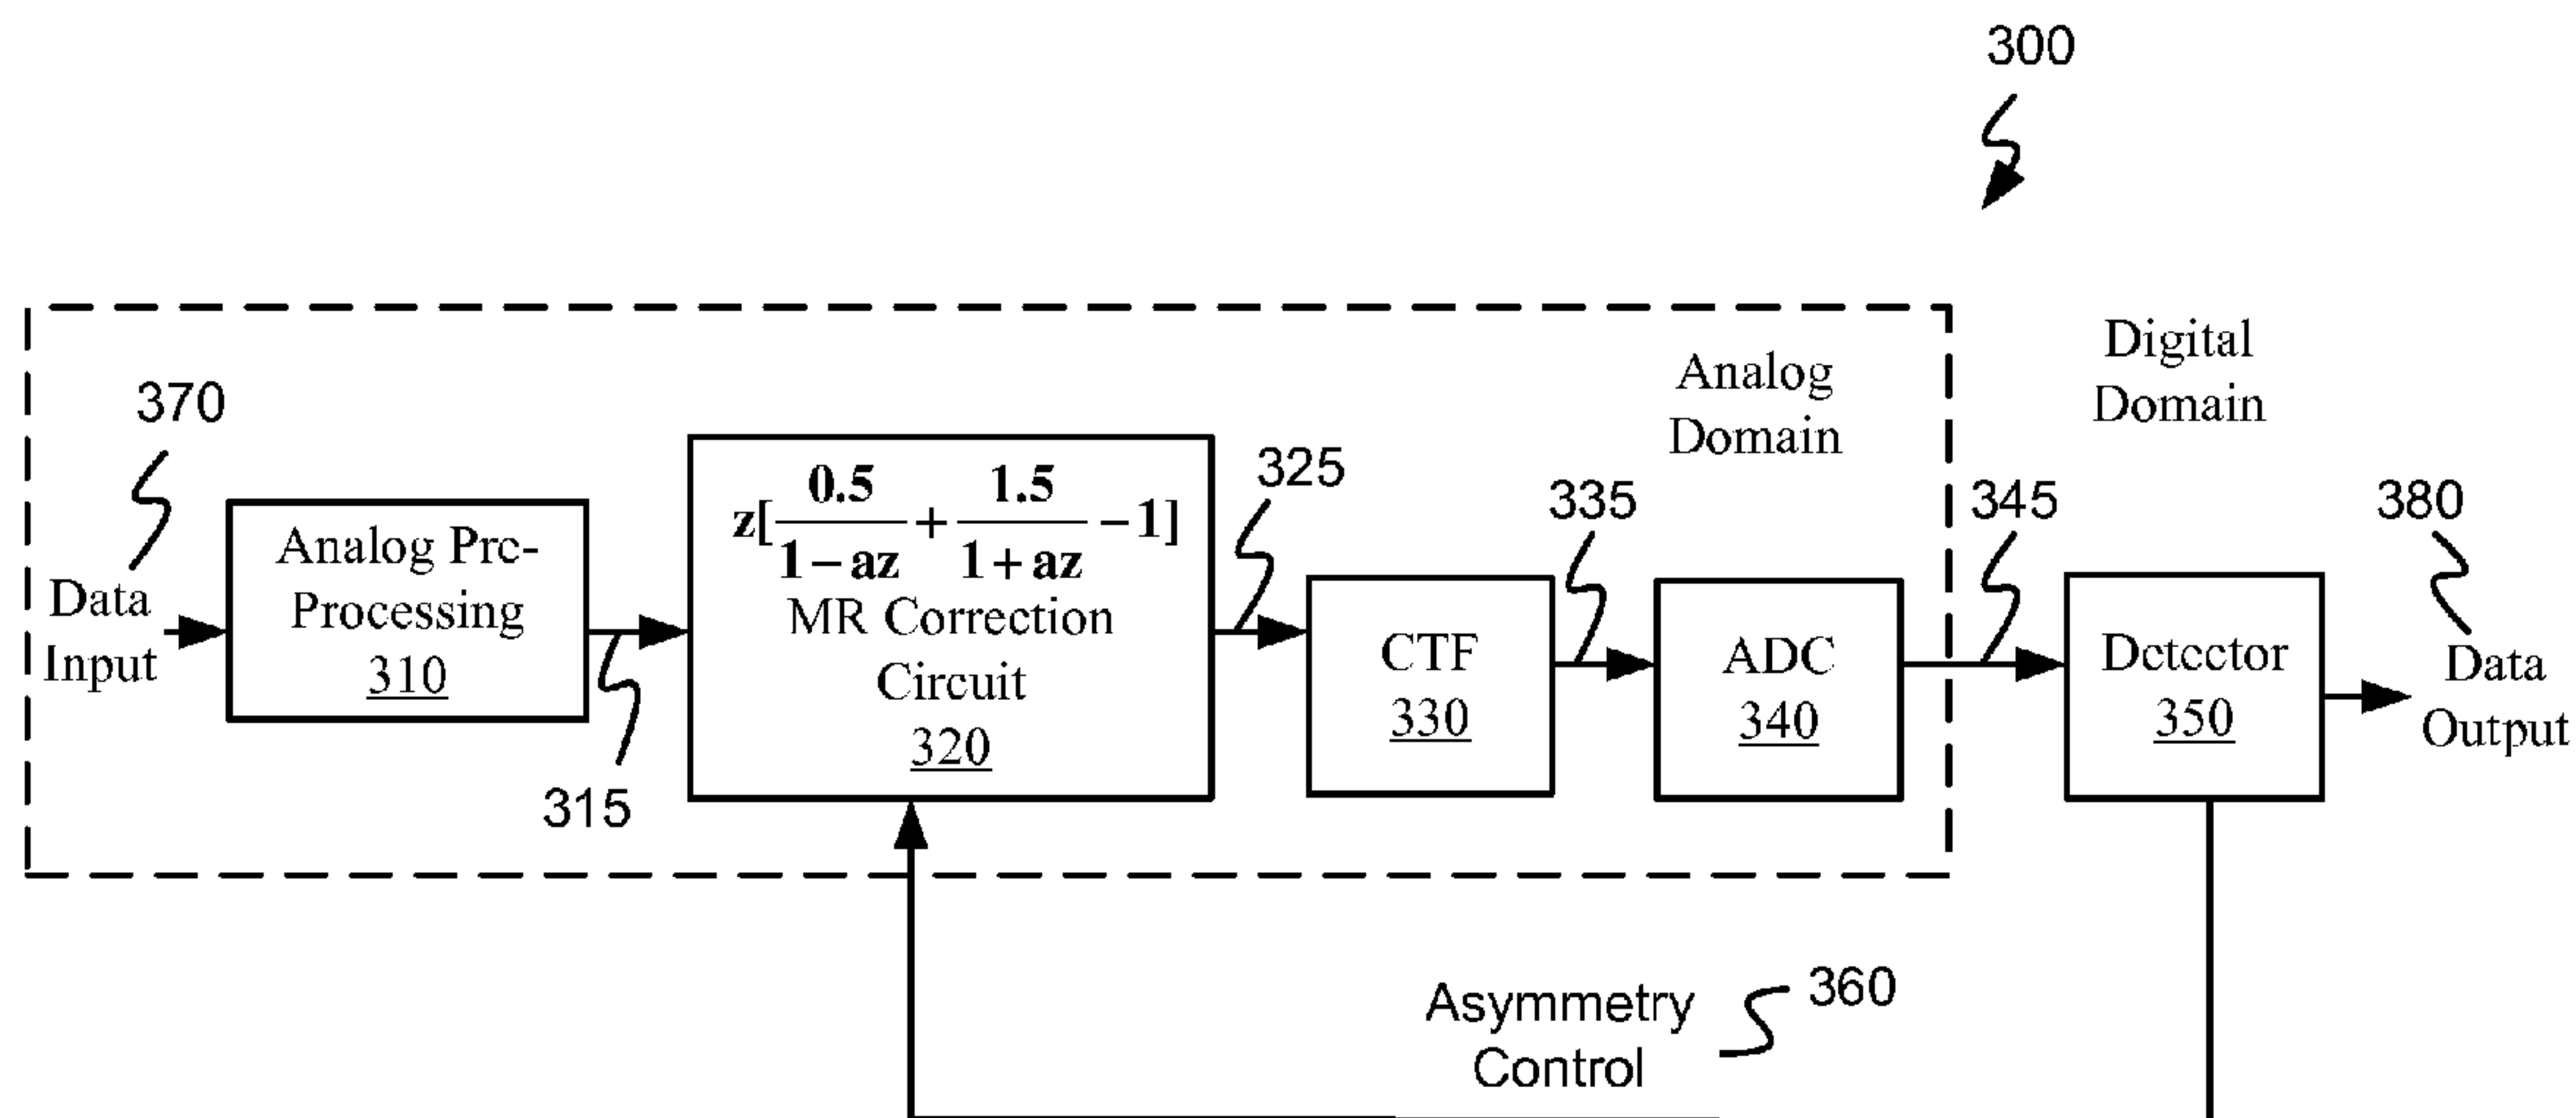 300
Analog
Domain
Digital
Domain
370
Data
Input
Analog Pre-
Processing
310
315
z[0.5/(1−az) + 1.5/(1+az) −1]
MR Correction
Circuit
320
325
CTF
330
335
ADC
340
345
Detector
350
380
Data
Output
Asymmetry
Control
360